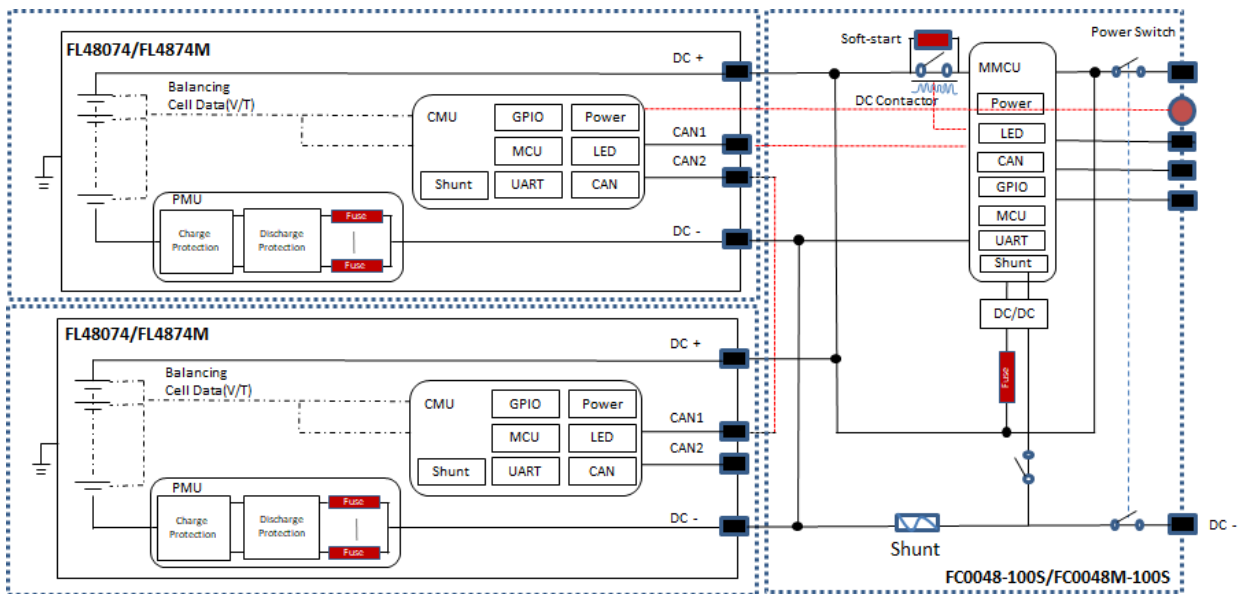 FL48074/FL4874M
DC +
Balancing
Cell Data(V/T)
CMU
GPIO
Power
MCU
LED
Shunt
UART
CAN
CAN1
CAN2
PMU
Charge
Protection
Discharge
Protection
Fuse
Fuse
DC -
FL48074/FL4874M
DC +
Balancing
Cell Data(V/T)
CMU
GPIO
Power
MCU
LED
Shunt
UART
CAN
CAN1
CAN2
PMU
Charge
Protection
Discharge
Protection
Fuse
Fuse
DC -
Soft-start
DC Contactor
Power Switch
MMCU
Power
LED
CAN
GPIO
MCU
UART
Shunt
DC/DC
Fuse
Shunt
DC -
FC0048-100S/FC0048M-100S